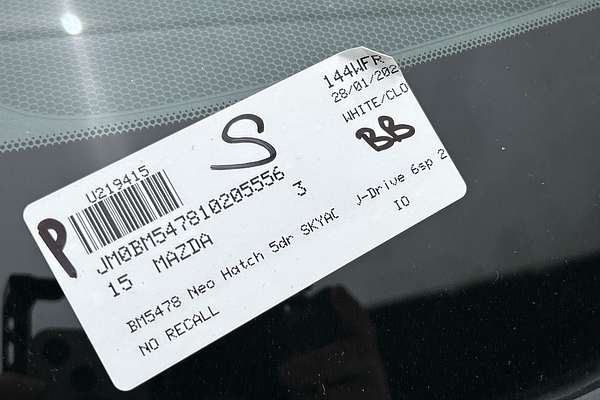 U219415
144WFR
28/01/202
WHITE/CLO
S
BB
P
JM0BM547810205556
15 MAZDA 3
BM5478 Neo Hatch 5dr SKYAC J-Drive 6sp 2
NO RECALL IO